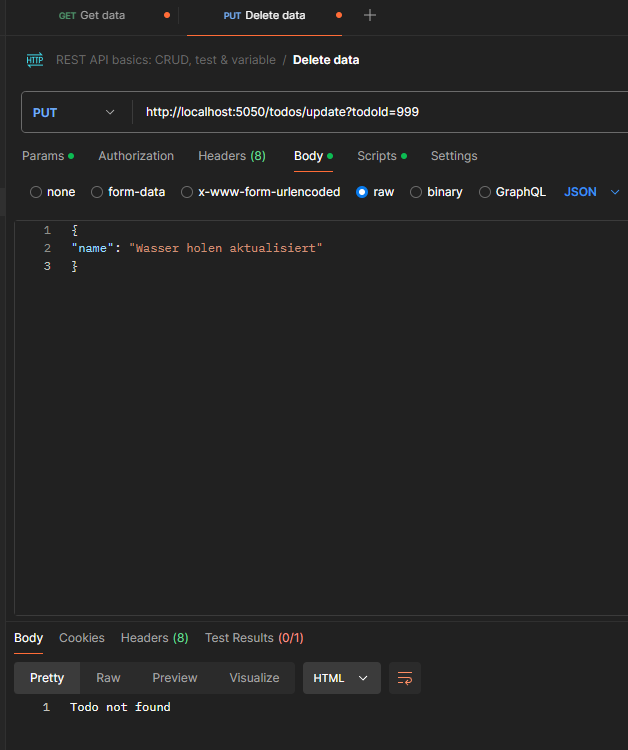 GET Get data PUT Delete data
HTTP REST API basics: CRUD, test & variable / Delete data
PUT http://localhost:5050/todos/update?todoId=999
Params Authorization Headers (8) Body Scripts Settings
none form-data x-www-form-urlencoded raw binary GraphQL JSON
1 {
2 "name": "Wasser holen aktualisiert"
3 }
Body Cookies Headers (8) Test Results (0/1)
Pretty Raw Preview Visualize HTML
1 Todo not found